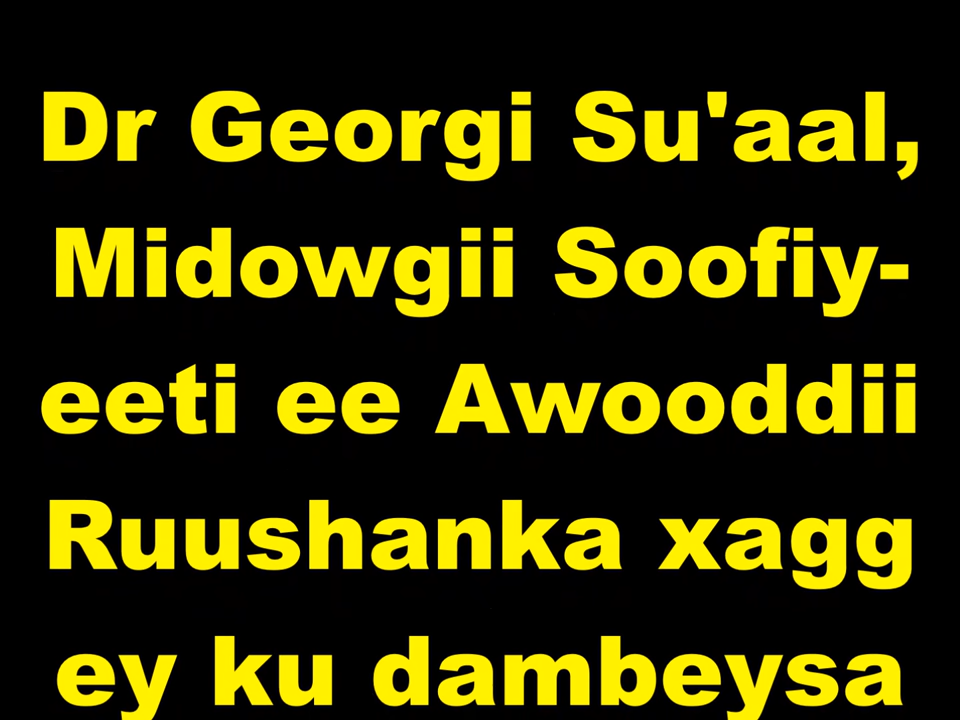 Dr Georgi Su'aal,
Midowgii Soofiy-
eeti ee Awooddii
Ruushanka xagg
ey ku dambeysa